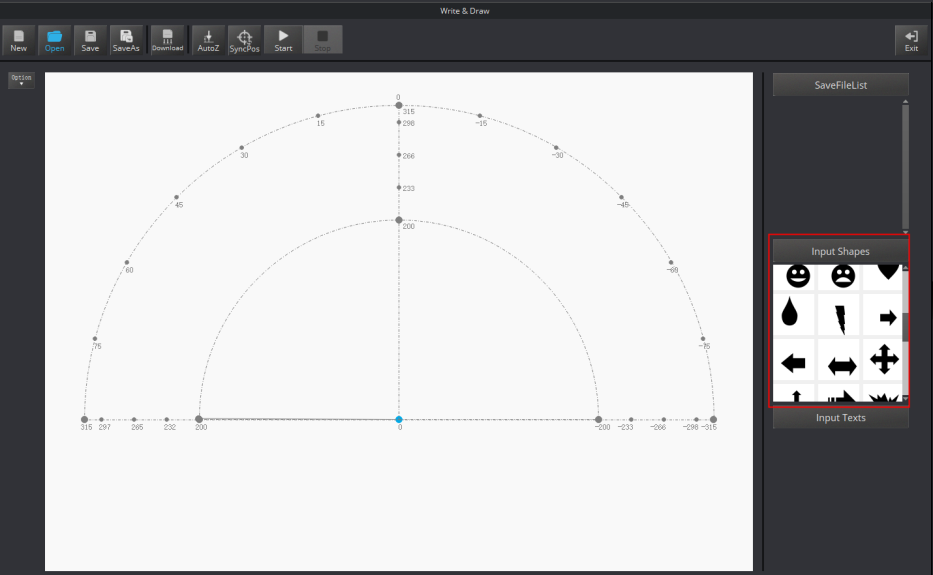 Write & Draw
New Open Save SaveAs Download AutoZ SyncPos Start Stop Exit
Option
SaveFileList
0
315
15 298 -15
30 266 -30
233
45 -45
200
Input Shapes
60 -60
75 -75
Input Texts
315 297 265 232 200 0 -200 -233 -266 -298 -315